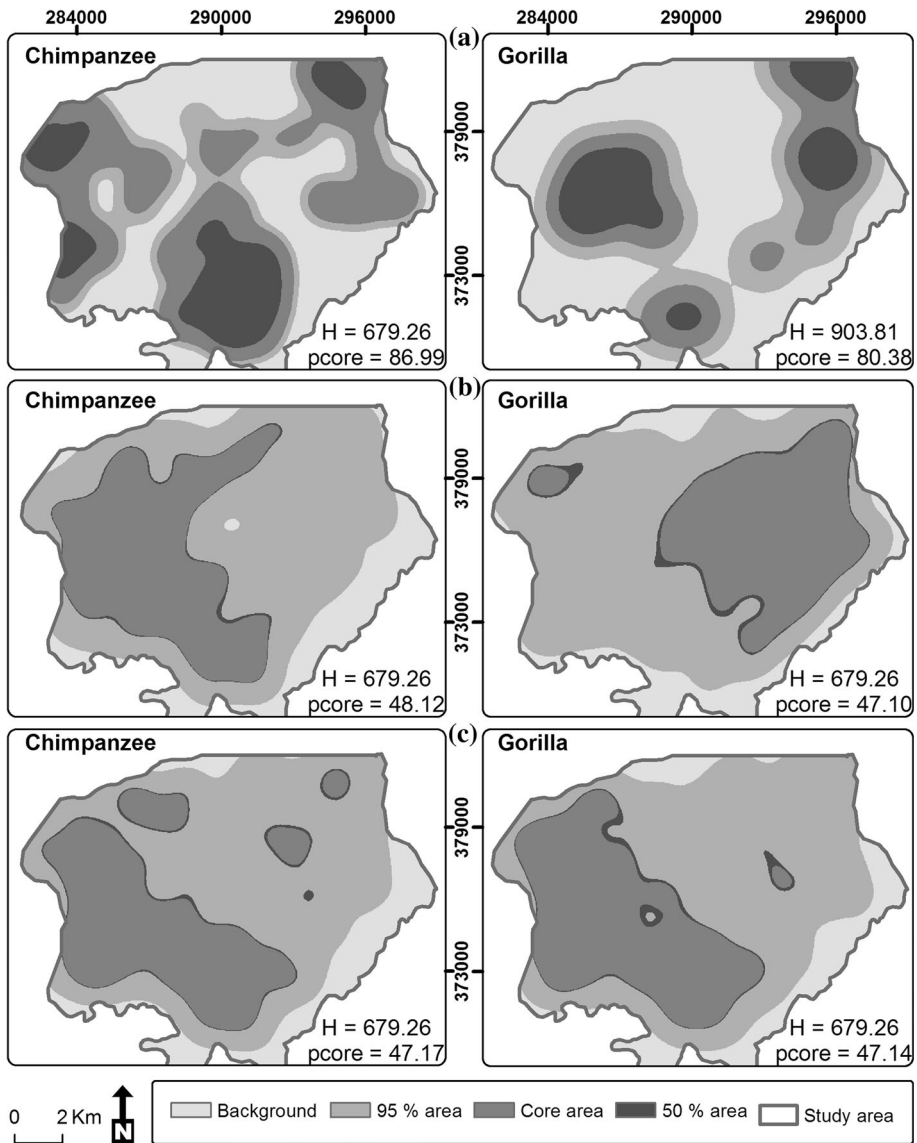 284000 290000 296000 284000 290000 296000
(a)
Chimpanzee
Gorilla
379000
373000
H = 679.26
pcore = 86.99
H = 903.81
pcore = 80.38
(b)
Chimpanzee
Gorilla
379000
373000
H = 679.26
pcore = 48.12
H = 679.26
pcore = 47.10
(c)
Chimpanzee
Gorilla
379000
373000
H = 679.26
pcore = 47.17
H = 679.26
pcore = 47.14
0 2 Km
N
Background 95 % area Core area 50 % area Study area